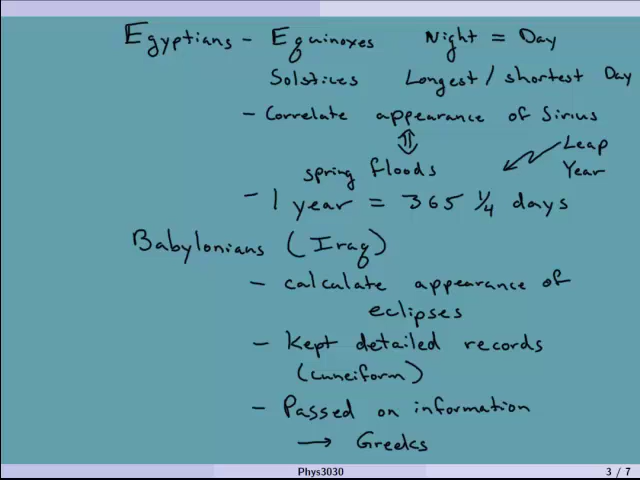 Egyptians - Equinoxes Night = Day
Solstices Longest / shortest Day
- Correlate appearance of Sirius
⇕
spring floods
Leap
Year
- 1 year = 365 1/4 days
Babylonians (Iraq)
- calculate appearance of
eclipses
- Kept detailed records
(cuneiform)
- Passed on information
→ Greeks
Phys3030 3 / 7